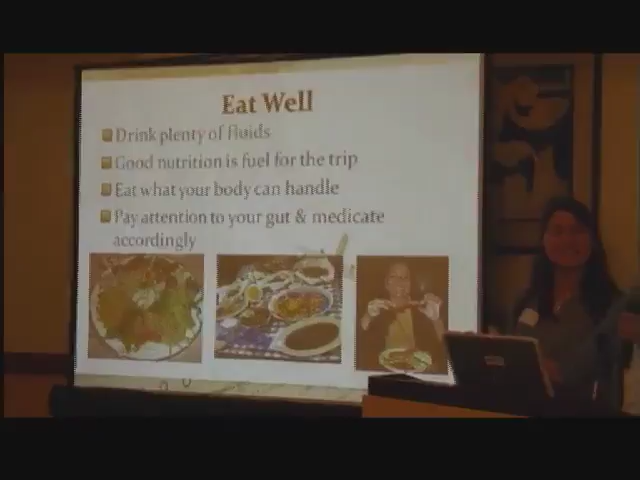 Eat Well
Drink plenty of fluids
Good nutrition is fuel for the trip
Eat what your body can handle
Pay attention to your gut & medicate
accordingly